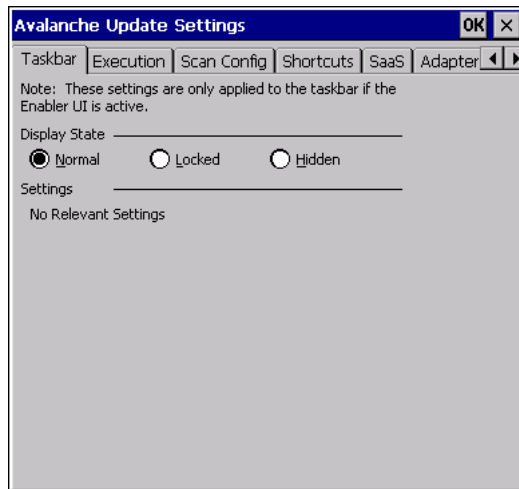 Avalanche Update Settings OK ×
Taskbar Execution Scan Config Shortcuts SaaS Adapter
Note: These settings are only applied to the taskbar if the
Enabler UI is active.
Display State
Normal Locked Hidden
Settings
No Relevant Settings